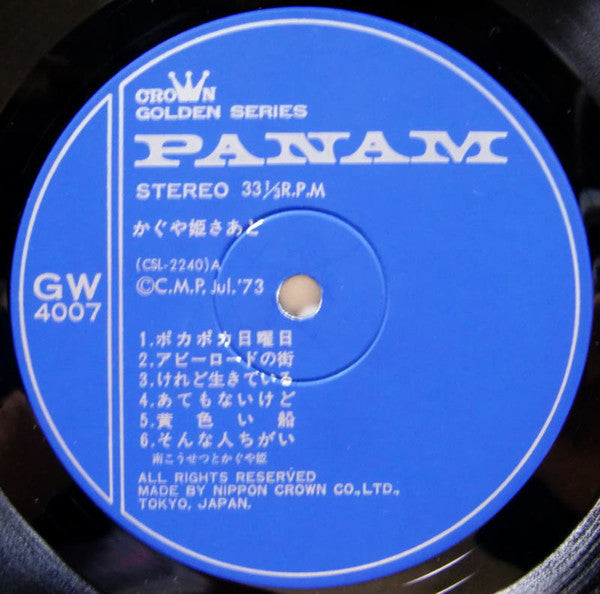 CROWN
GOLDEN SERIES
PANAM
STEREO 33⅓R.P.M
かぐや姫さあど
(CSL-2240)A
©C.M.P. Jul.'73
GW
4007
1.ポカポカ日曜日
2.アビーロードの街
3.けれど生きている
4.あてもないけど
5.黄色い船
6.そんな人ちがい
南こうせつとかぐや姫
ALL RIGHTS RESERVED
MADE BY NIPPON CROWN CO.,LTD.,
TOKYO, JAPAN.